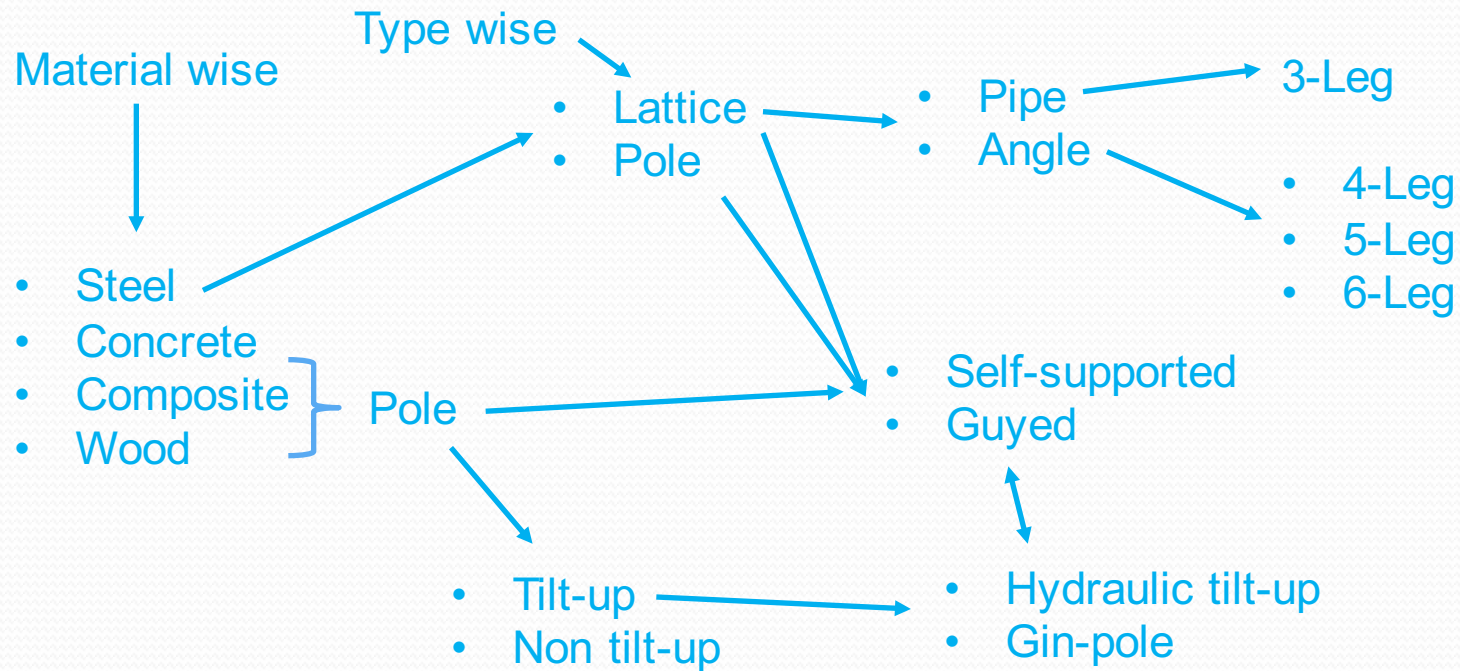 Type wise
Material wise
• Lattice
• Pole
• Pipe
• Angle
3-Leg
• 4-Leg
• 5-Leg
• 6-Leg
• Steel
• Concrete
• Composite
• Wood
Pole
• Self-supported
• Guyed
• Tilt-up
• Non tilt-up
• Hydraulic tilt-up
• Gin-pole